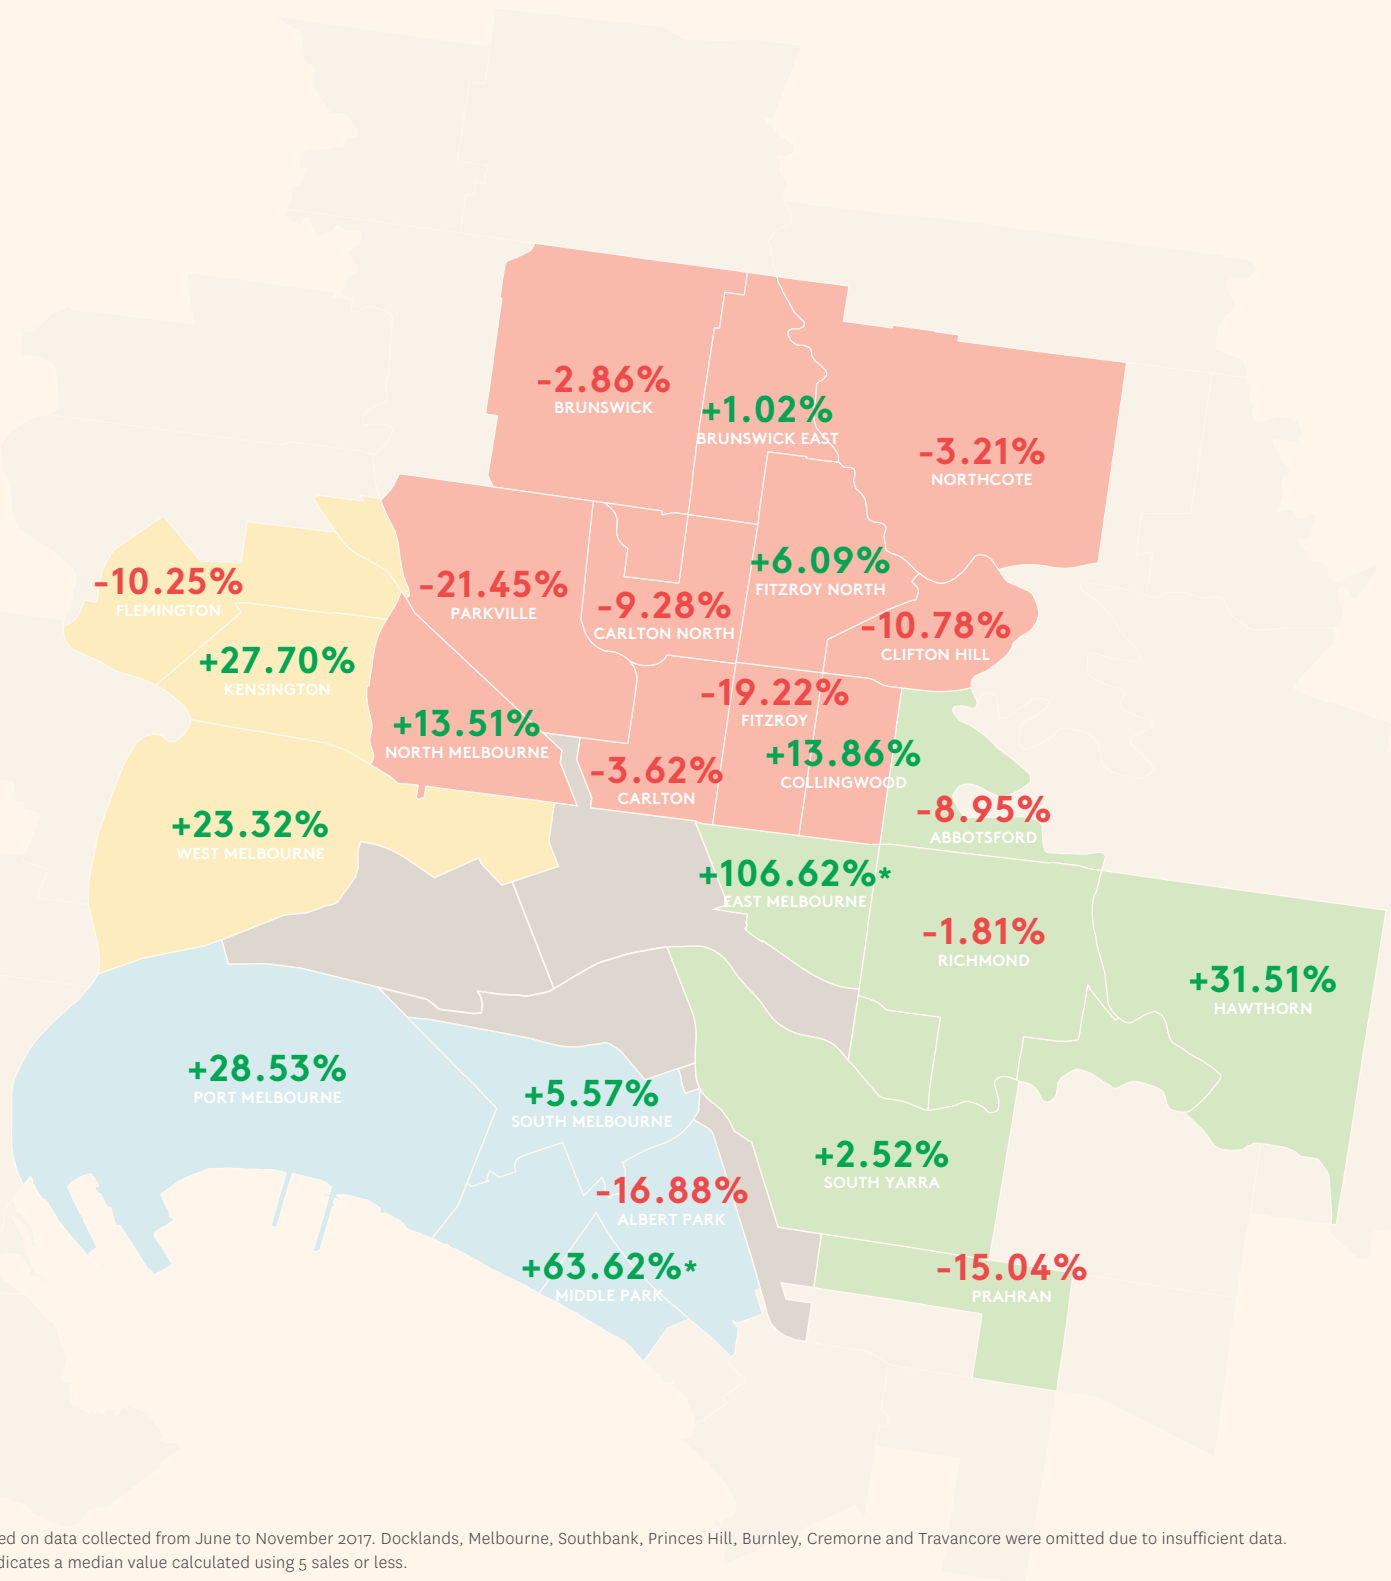 -2.86%
BRUNSWICK
+1.02%
BRUNSWICK EAST
-3.21%
NORTHCOTE
-10.25%
FLEMINGTON
-21.45%
PARKVILLE
-9.28%
CARLTON NORTH
+6.09%
FITZROY NORTH
-10.78%
CLIFTON HILL
+27.70%
KENSINGTON
+13.51%
NORTH MELBOURNE
-19.22%
FITZROY
+13.86%
COLLINGWOOD
-3.62%
CARLTON
-8.95%
ABBOTSFORD
+23.32%
WEST MELBOURNE
+106.62%*
EAST MELBOURNE
-1.81%
RICHMOND
+31.51%
HAWTHORN
+28.53%
PORT MELBOURNE
+5.57%
SOUTH MELBOURNE
+2.52%
SOUTH YARRA
-16.88%
ALBERT PARK
+63.62%*
MIDDLE PARK
-15.04%
PRAHRAN
on data collected from June to November 2017. Docklands, Melbourne, Southbank, Princes Hill, Burnley, Cremorne and Travancore were omitted due to insufficient data.
a median value calculated using 5 sales or less.